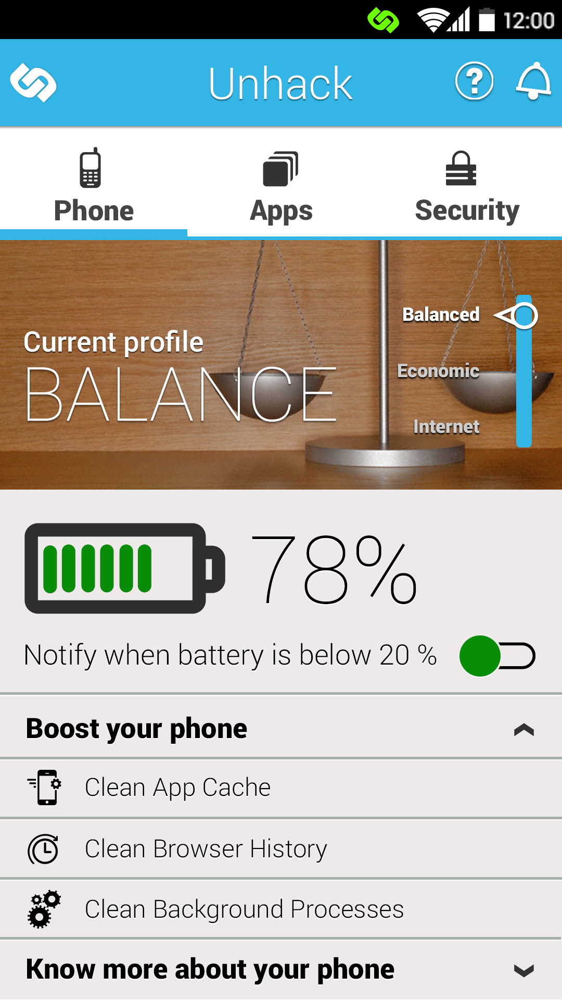 12:00
Unhack
?
Phone
Apps
Security
Balanced
Current profile
BALANCE
Economic
Internet
78%
Notify when battery is below 20 %
Boost your phone
Clean App Cache
Clean Browser History
Clean Background Processes
Know more about your phone